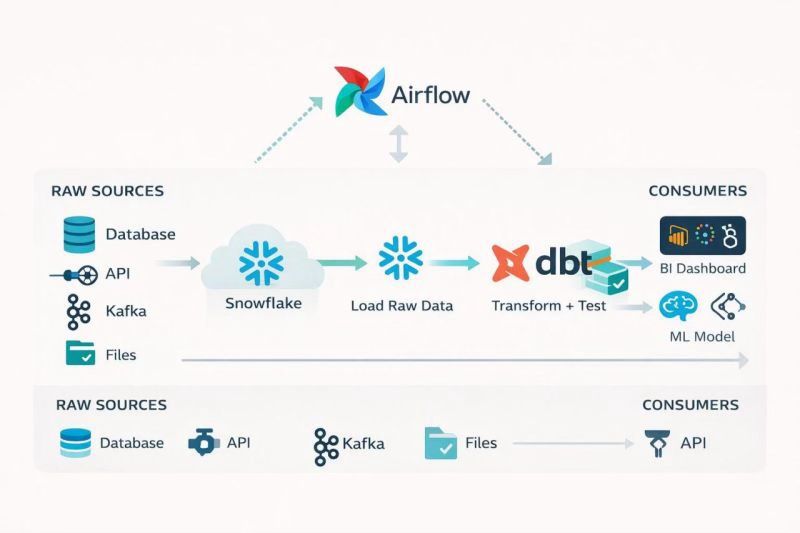 Airflow
RAW SOURCES
CONSUMERS
Database
API
Kafka
Files
Snowflake
Load Raw Data
dbt
Transform + Test
BI Dashboard
ML Model
RAW SOURCES
CONSUMERS
Database
API
Kafka
Files
API